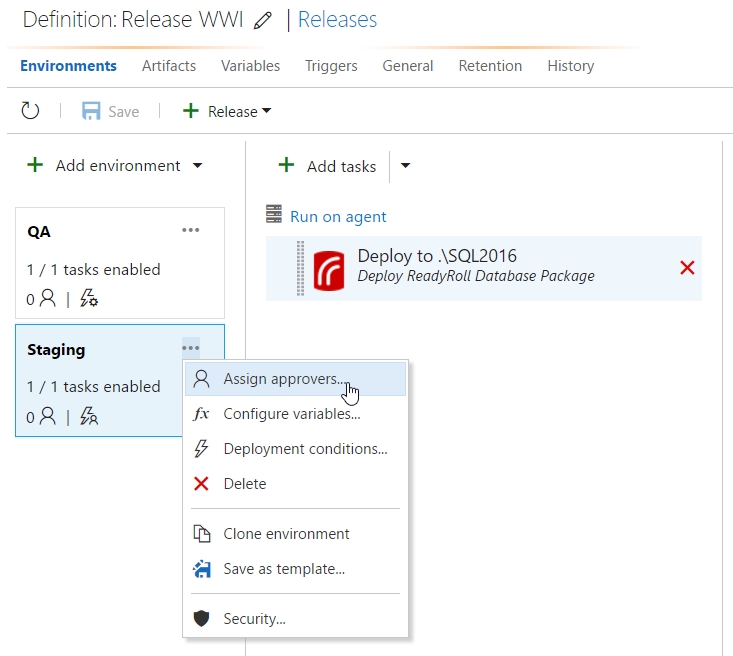 Definition: Release WWI | Releases
Environments Artifacts Variables Triggers General Retention History
Save Release
Add environment Add tasks
Run on agent
QA
1 / 1 tasks enabled
0 |
Deploy to .\SQL2016
Deploy ReadyRoll Database Package
Staging
1 / 1 tasks enabled
0 |
Assign approvers...
fx Configure variables...
Deployment conditions...
Delete
Clone environment
Save as template...
Security...